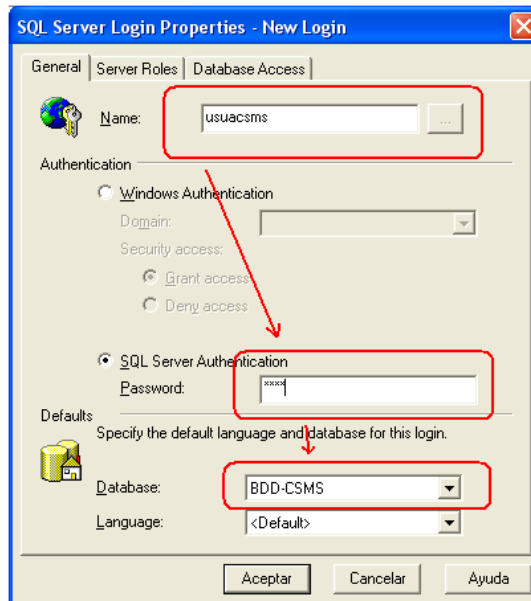 SQL Server Login Properties - New Login
General Server Roles Database Access
Name: usuacsms ...
Authentication
Windows Authentication
Domain:
Security access:
Grant access
Deny access
SQL Server Authentication
Password: ****
Defaults
Specify the default language and database for this login.
Database: BDD-CSMS
Language: <Default>
Aceptar Cancelar Ayuda